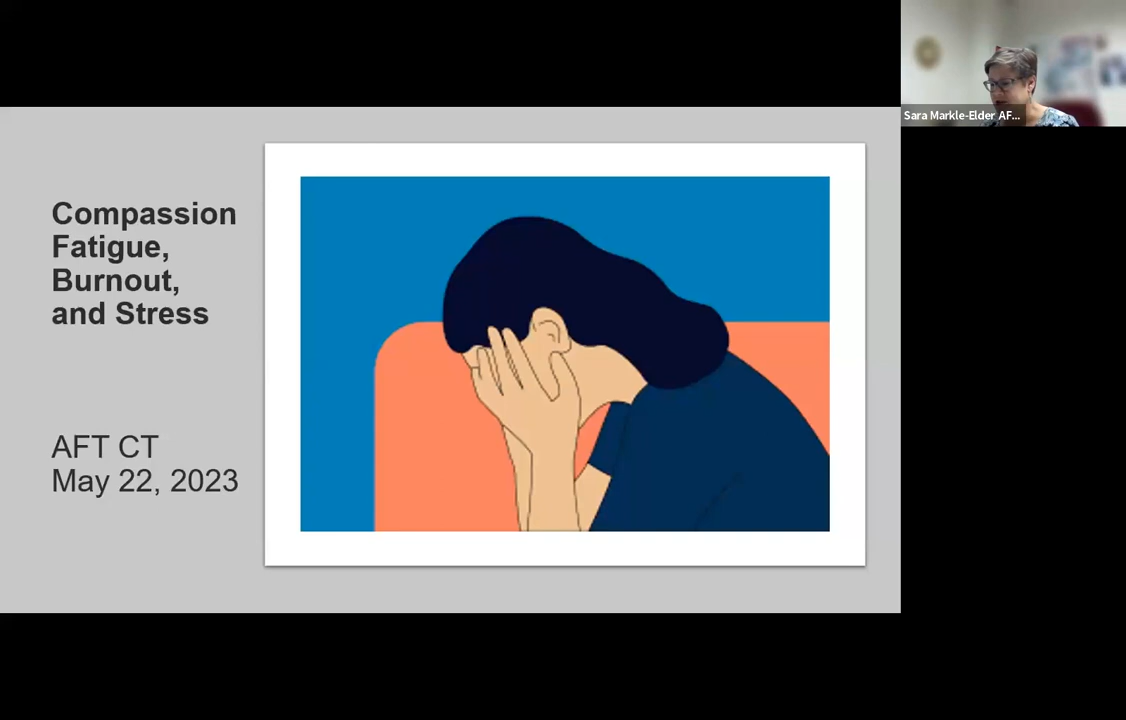 Compassion
Fatigue,
Burnout,
and Stress
AFT CT
May 22, 2023
Sara Markle-Elder AF...